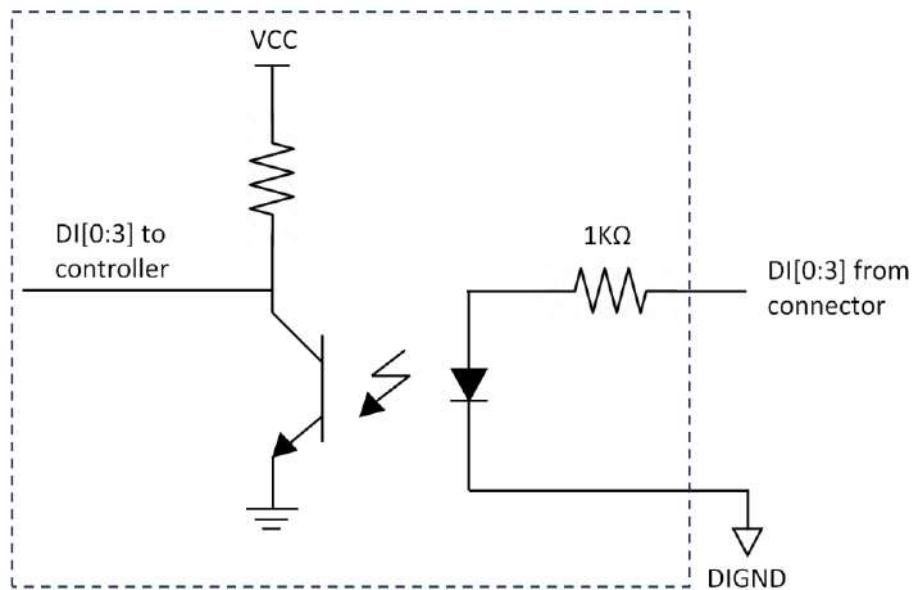 VCC
DI[0:3] to
controller
1KΩ
DI[0:3] from
connector
DIGND